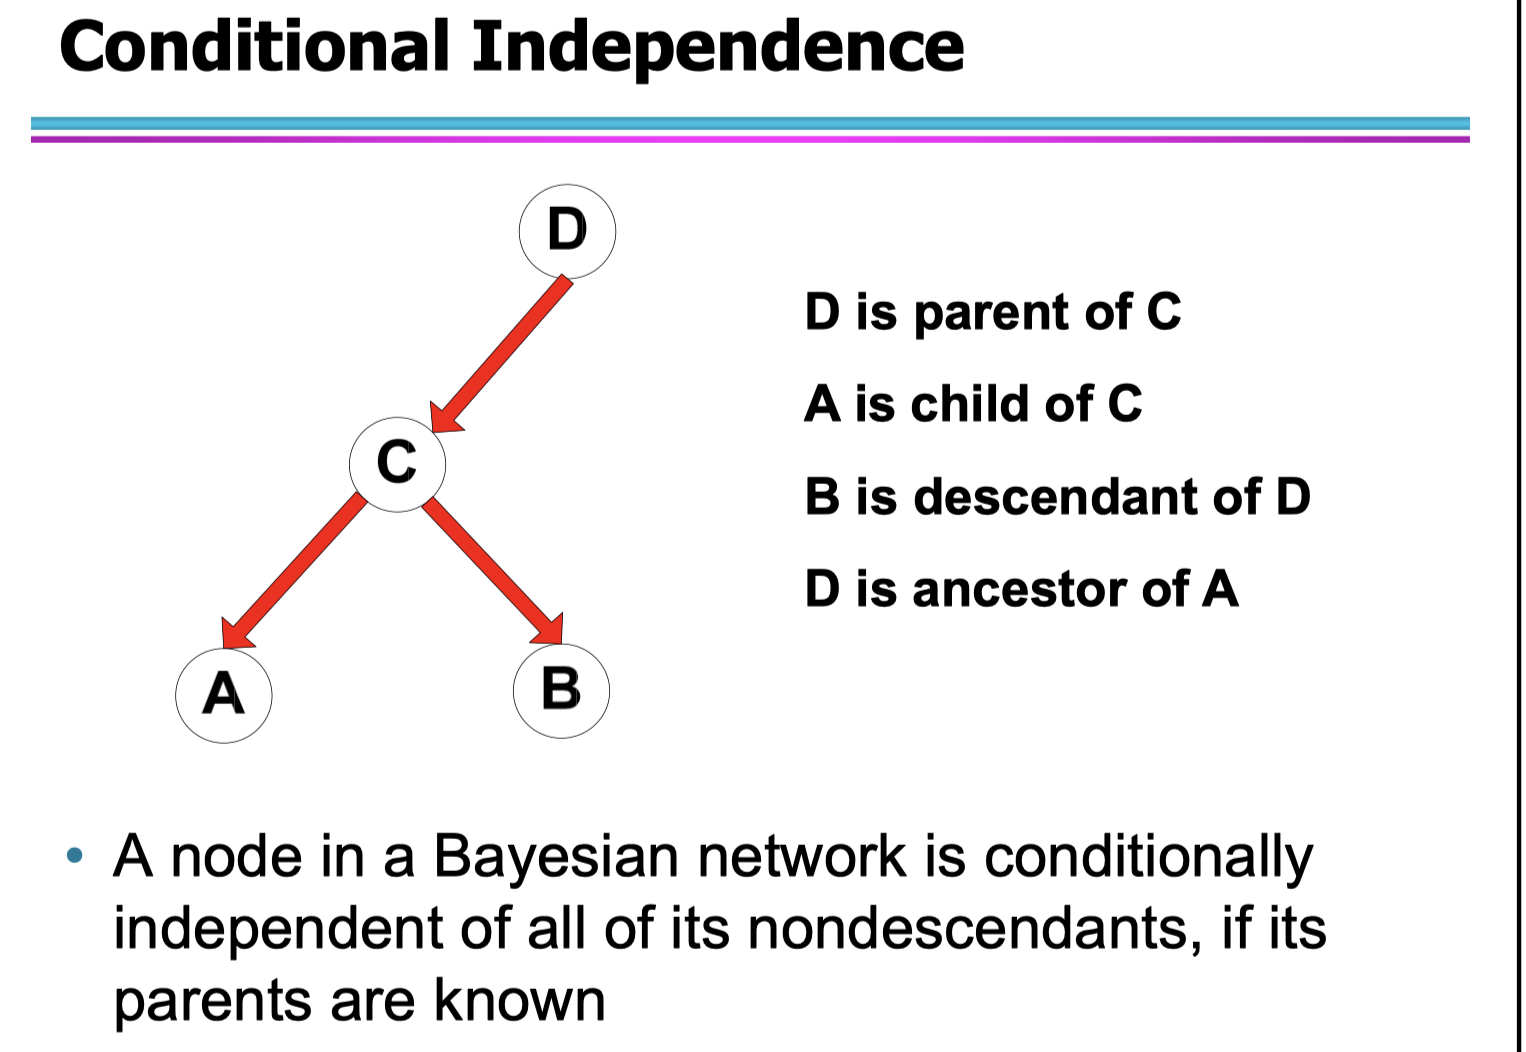 Conditional Independence
D
D is parent of C
A is child of C
C
B is descendant of D
D is ancestor of A
A
B
• A node in a Bayesian network is conditionally
independent of all of its nondescendants, if its
parents are known